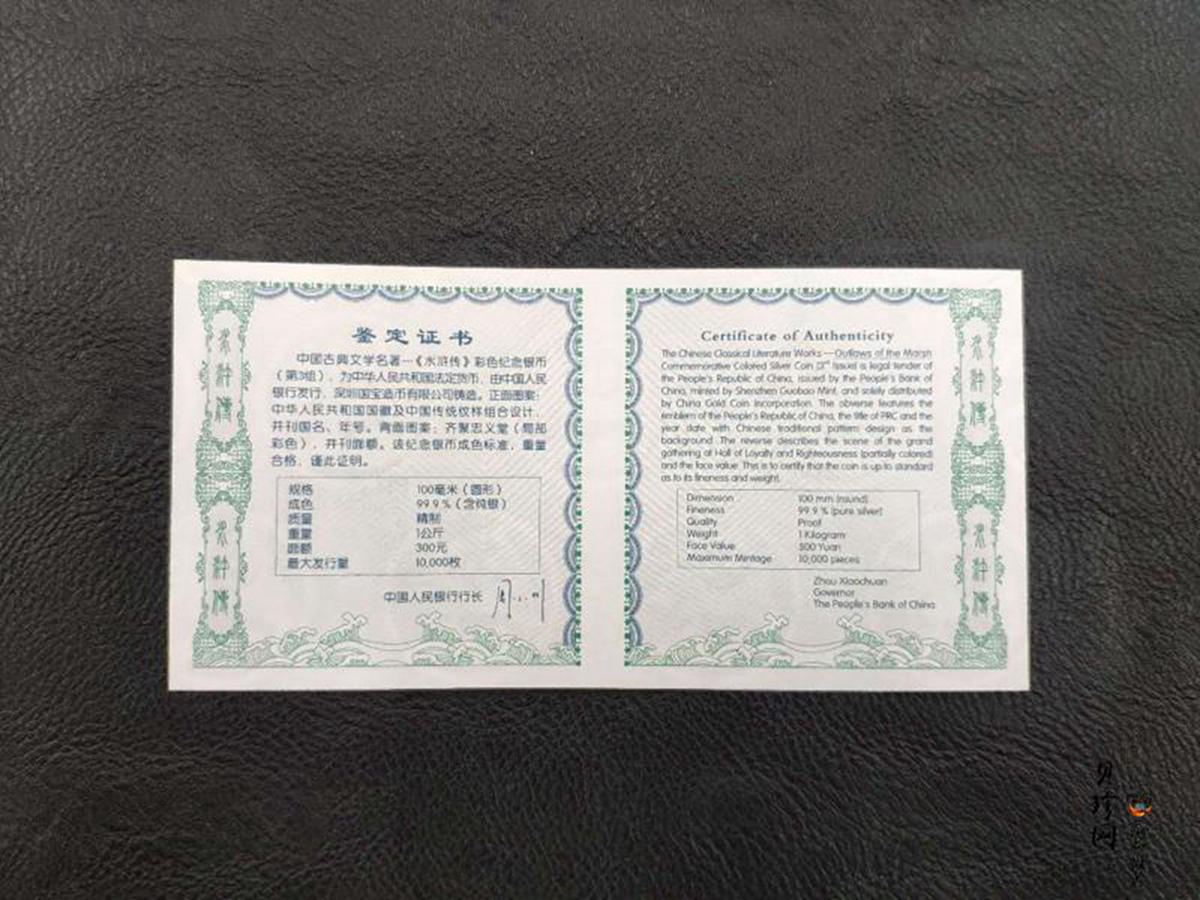 鉴定证书
中国古典文学名著—《水浒传》彩色纪念银币
（第3组），为中华人民共和国法定货币，由中国人民
银行发行，深圳国宝造币有限公司铸造。正面图案：
中华人民共和国国徽及中国传统纹样组合设计，
并刊国名、年号。背面图案：齐聚忠义堂（局部
彩色），并刊面额。该纪念银币成色标准，重量
合格，谨此证明。
规格 100毫米（圆形）
成色 99.9%（含纯银）
质量 精制
重量 1公斤
面额 300元
最大发行量 10,000枚
中国人民银行行长
Certificate of Authenticity
The Chinese Classical Literature Works — Outlaws of the Marsh
Commemorative Colored Silver Coin (3rd Issue) is legal tender of
the People's Republic of China, issued by the People's Bank of
China, minted by Shenzhen Guobao Mint, and solely distributed
by China Gold Coin Incorporation. The obverse features the
emblem of the People's Republic of China, the title of PRC and the
year date with Chinese traditional pattern design as the
background. The reverse describes the scene of the grand
gathering at Hall of Loyalty and Righteousness (partially colored)
and the face value. This is to certify that the coin is up to standard
as to its fineness and weight.
Dimension 100 mm (round)
Fineness 99.9 % (pure silver)
Quality Proof
Weight 1 Kilogram
Face Value 300 Yuan
Maximum Mintage 10,000 pieces
Zhou Xiaochuan
Governor
The People's Bank of China
水浒传
水浒传
水浒传
水浒传
贝珍网